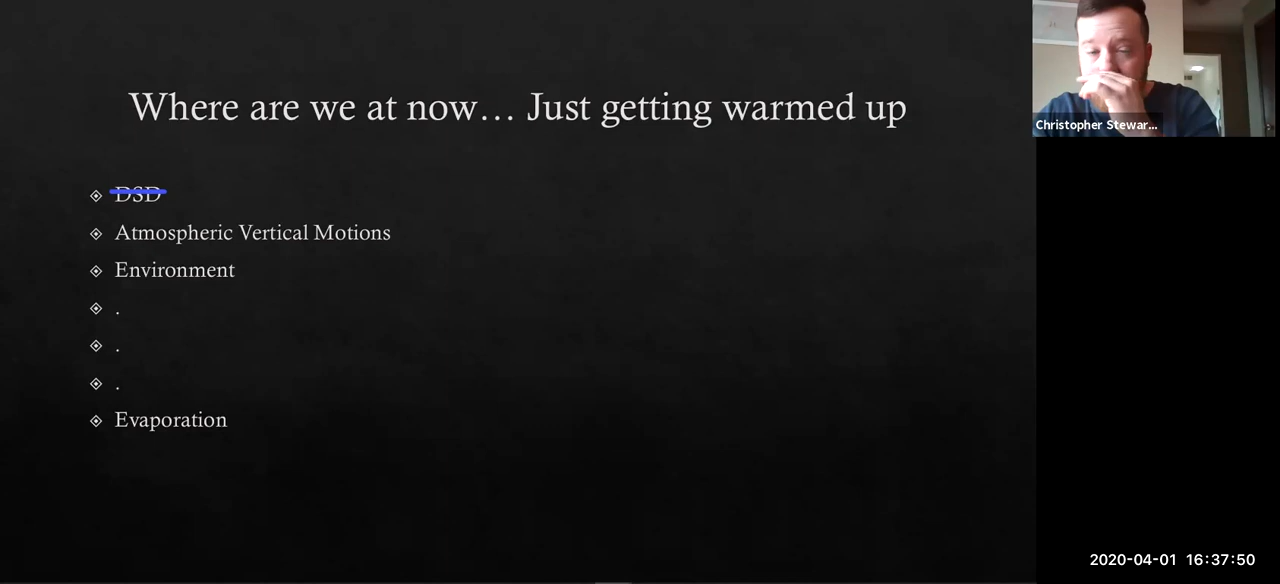 Where are we at now… Just getting warmed up
DSD
Atmospheric Vertical Motions
Environment
.
.
.
Evaporation
Christopher Stewar...
2020-04-01 16:37:50